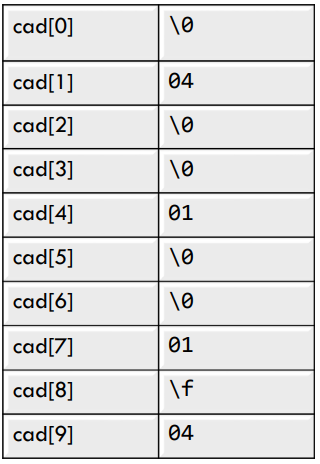 cad[0] \0
cad[1] 04
cad[2] \0
cad[3] \0
cad[4] 01
cad[5] \0
cad[6] \0
cad[7] 01
cad[8] \f
cad[9] 04